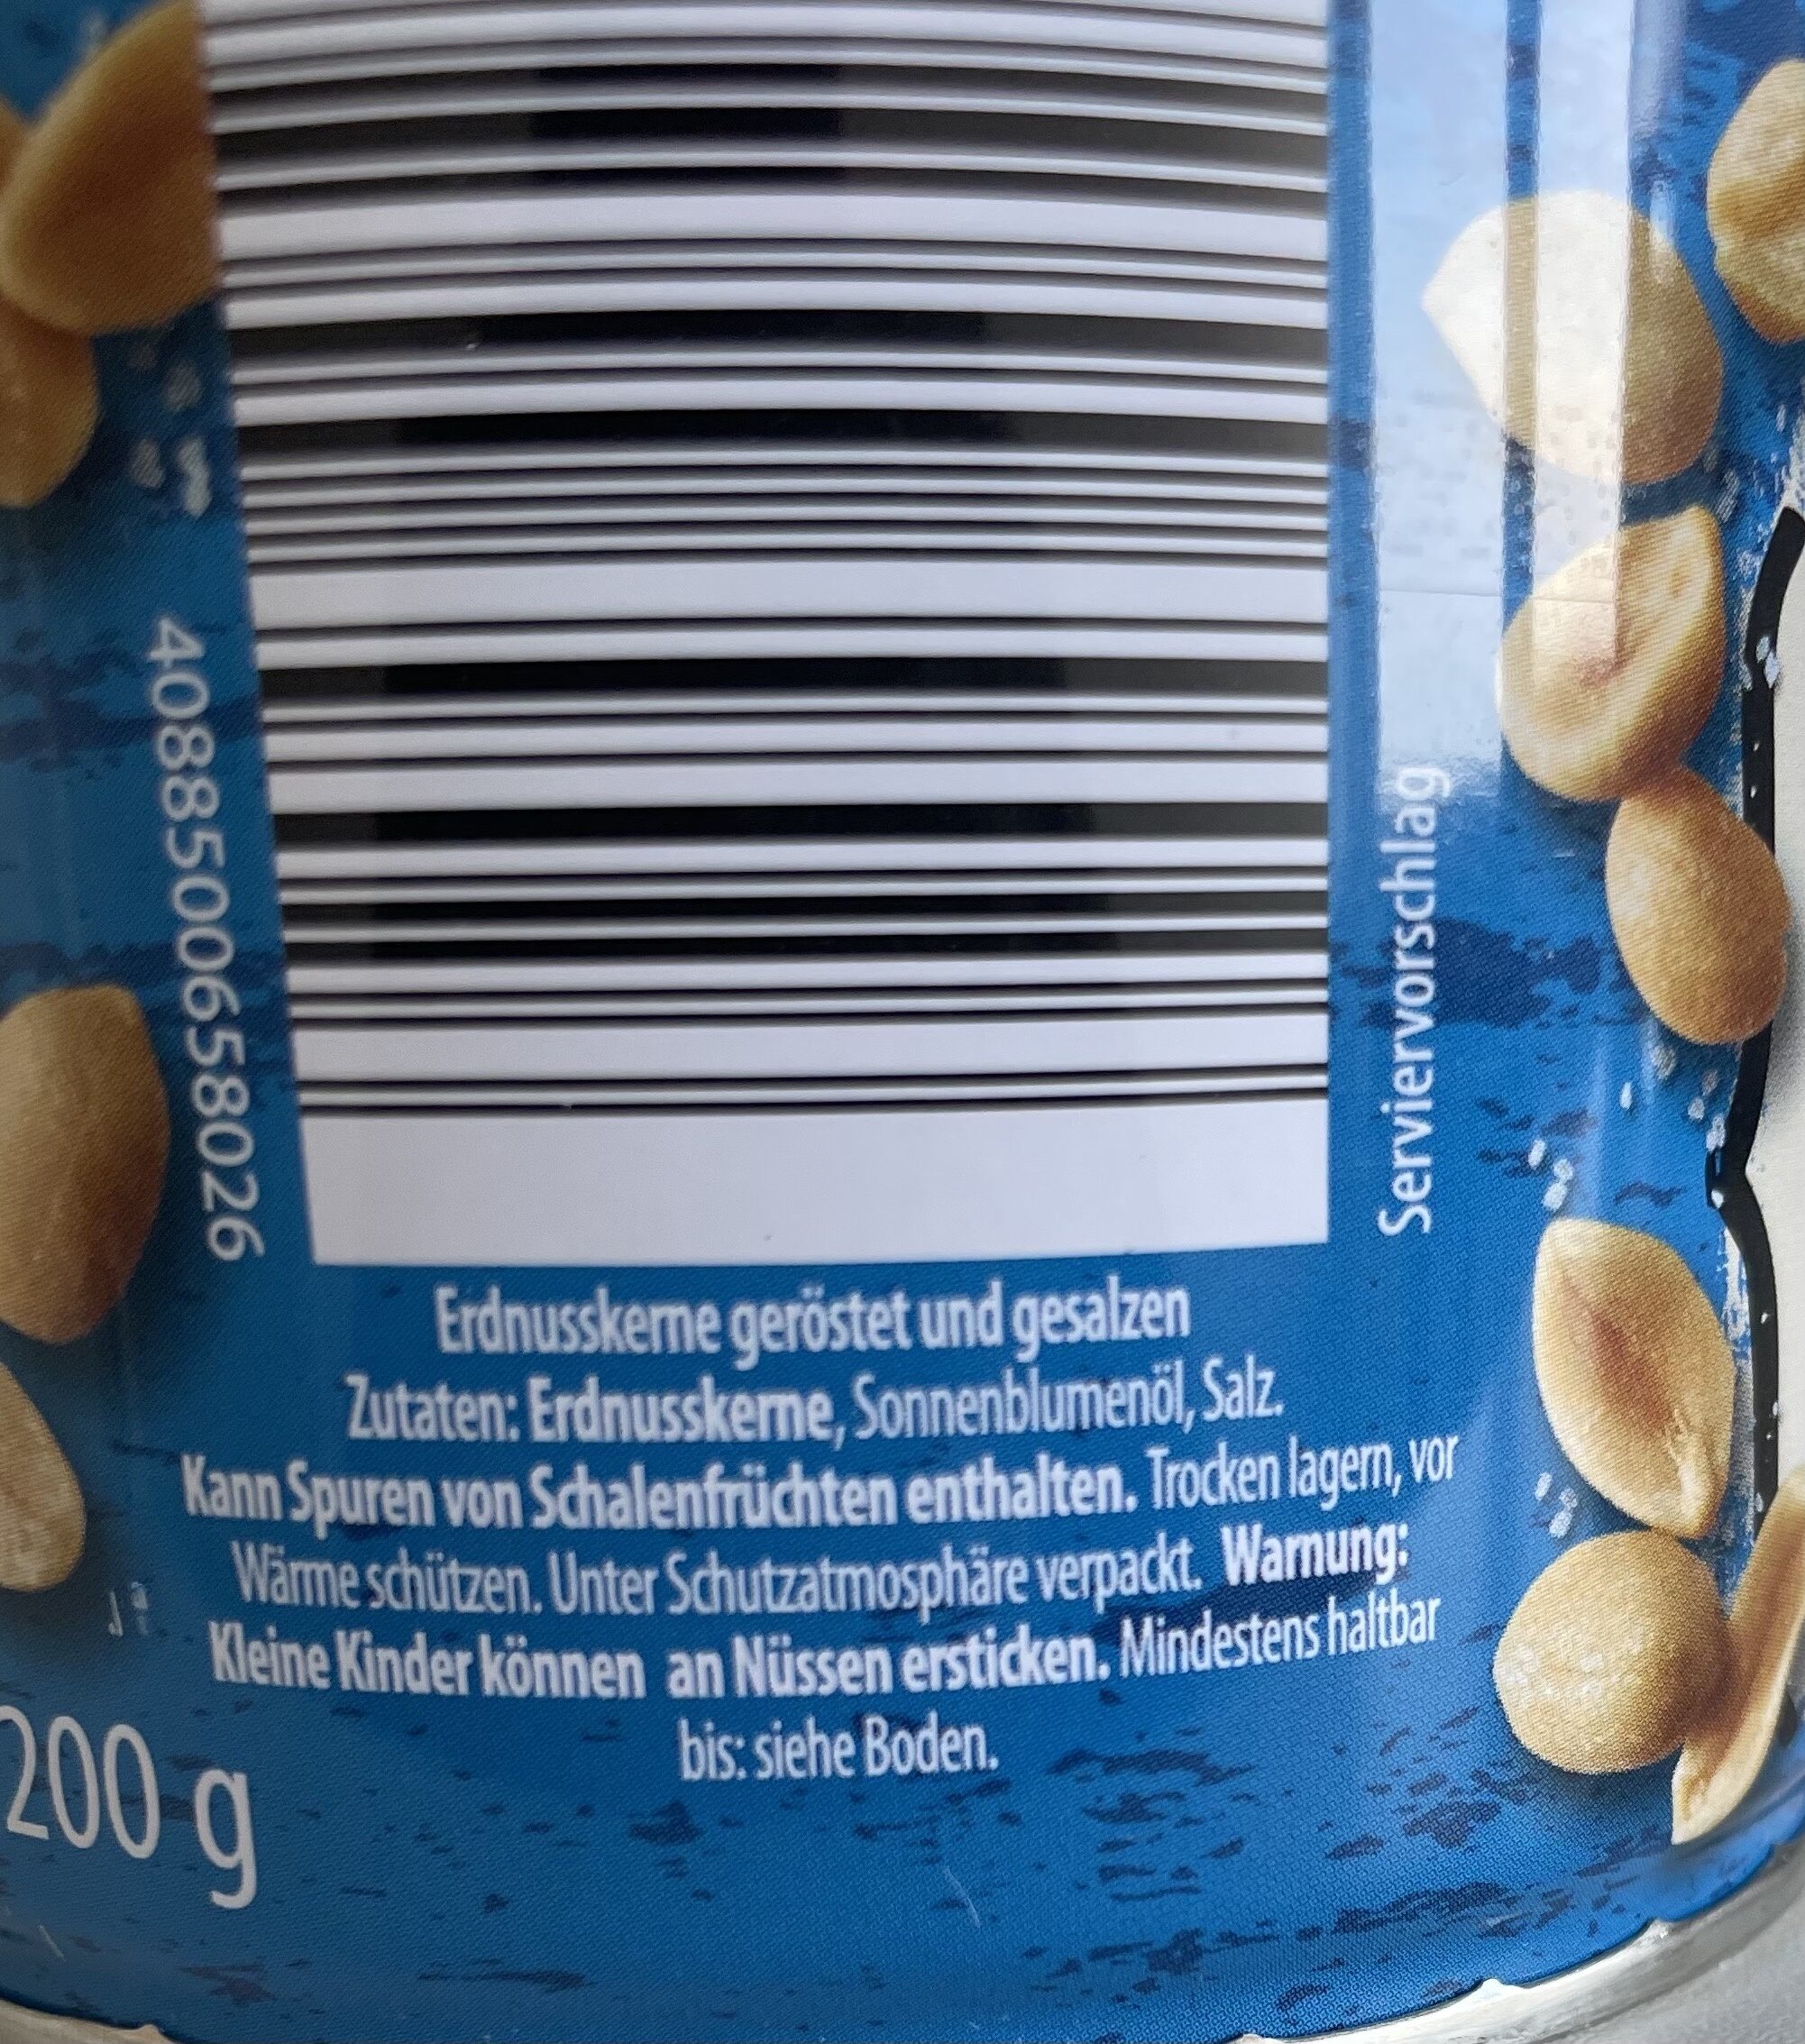 4088500658026
Serviervorschlag
Erdnusskerne geröstet und gesalzen
Zutaten: Erdnusskerne, Sonnenblumenöl, Salz.
Kann Spuren von Schalenfrüchten enthalten. Trocken lagern, vor
Wärme schützen. Unter Schutzatmosphäre verpackt. Warnung:
Kleine Kinder können an Nüssen ersticken. Mindestens haltbar
bis: siehe Boden.
200 g